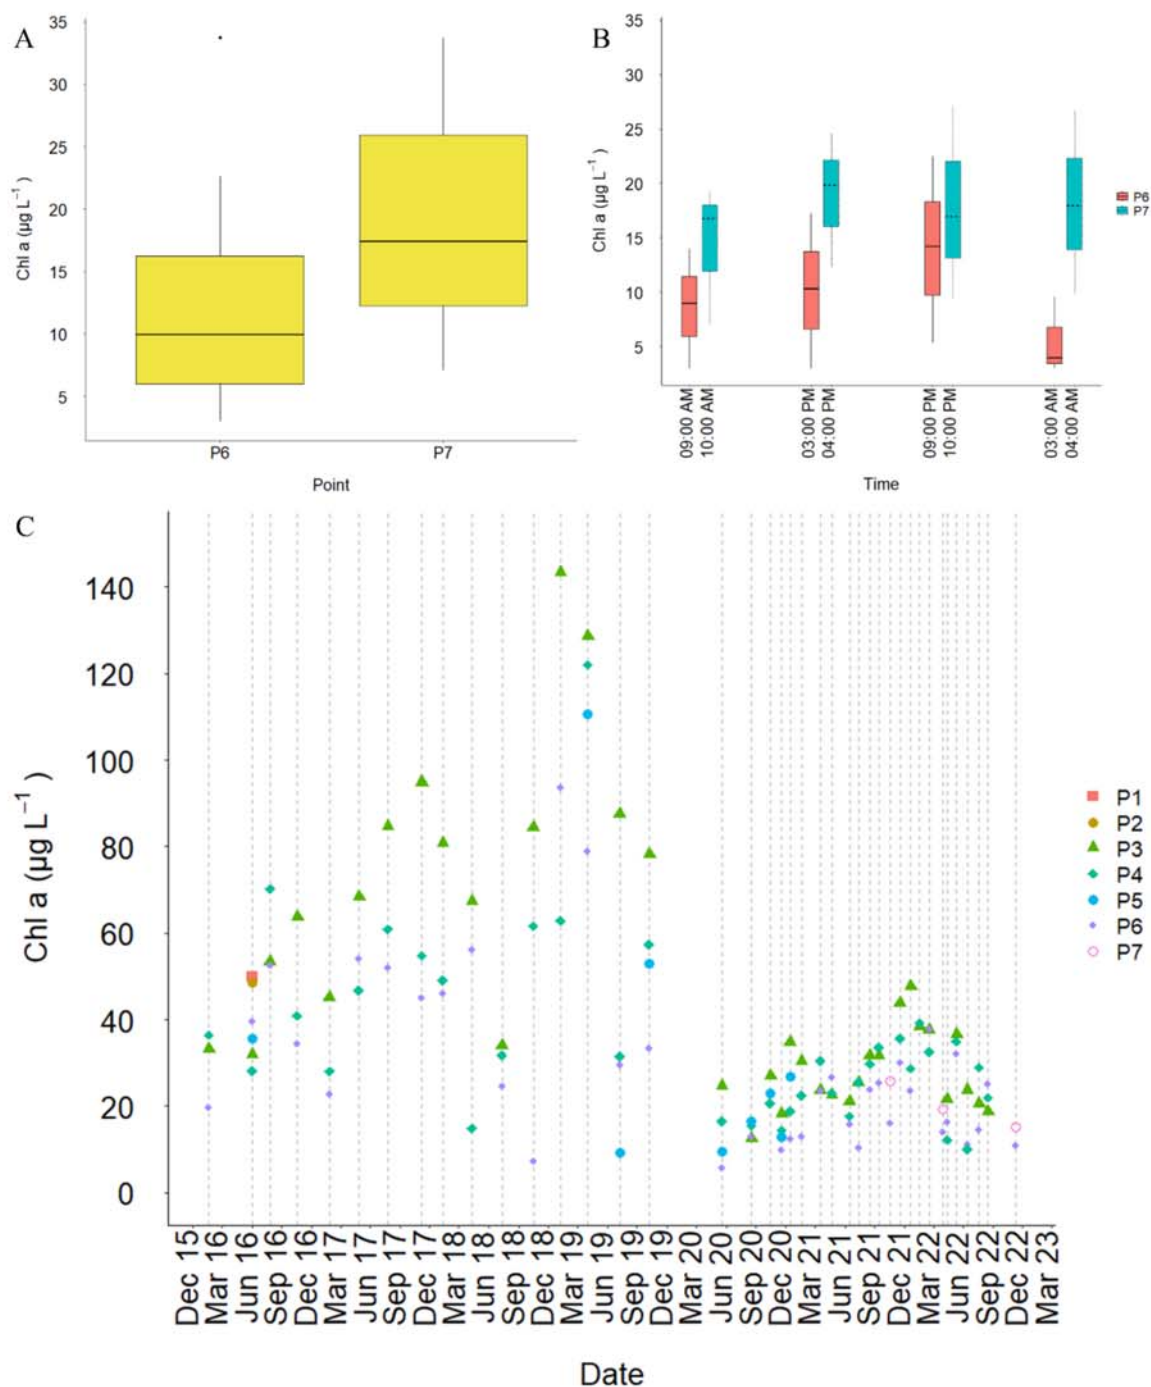 A
35
30
25
20
15
10
5
Chl a (µg L⁻¹ )
P6
P7
Point
B
35
30
25
20
15
10
5
Chl a (µg L⁻¹ )
09:00 AM
10:00 AM
03:00 PM
04:00 PM
09:00 PM
10:00 PM
03:00 AM
04:00 AM
Time
P6
P7
C
140
120
100
80
60
40
20
0
Chl a (µg L⁻¹ )
Dec 15
Mar 16
Jun 16
Sep 16
Dec 16
Mar 17
Jun 17
Sep 17
Dec 17
Mar 18
Jun 18
Sep 18
Dec 18
Mar 19
Jun 19
Sep 19
Dec 19
Mar 20
Jun 20
Sep 20
Dec 20
Mar 21
Jun 21
Sep 21
Dec 21
Mar 22
Jun 22
Sep 22
Dec 22
Mar 23
Date
P1
P2
P3
P4
P5
P6
P7